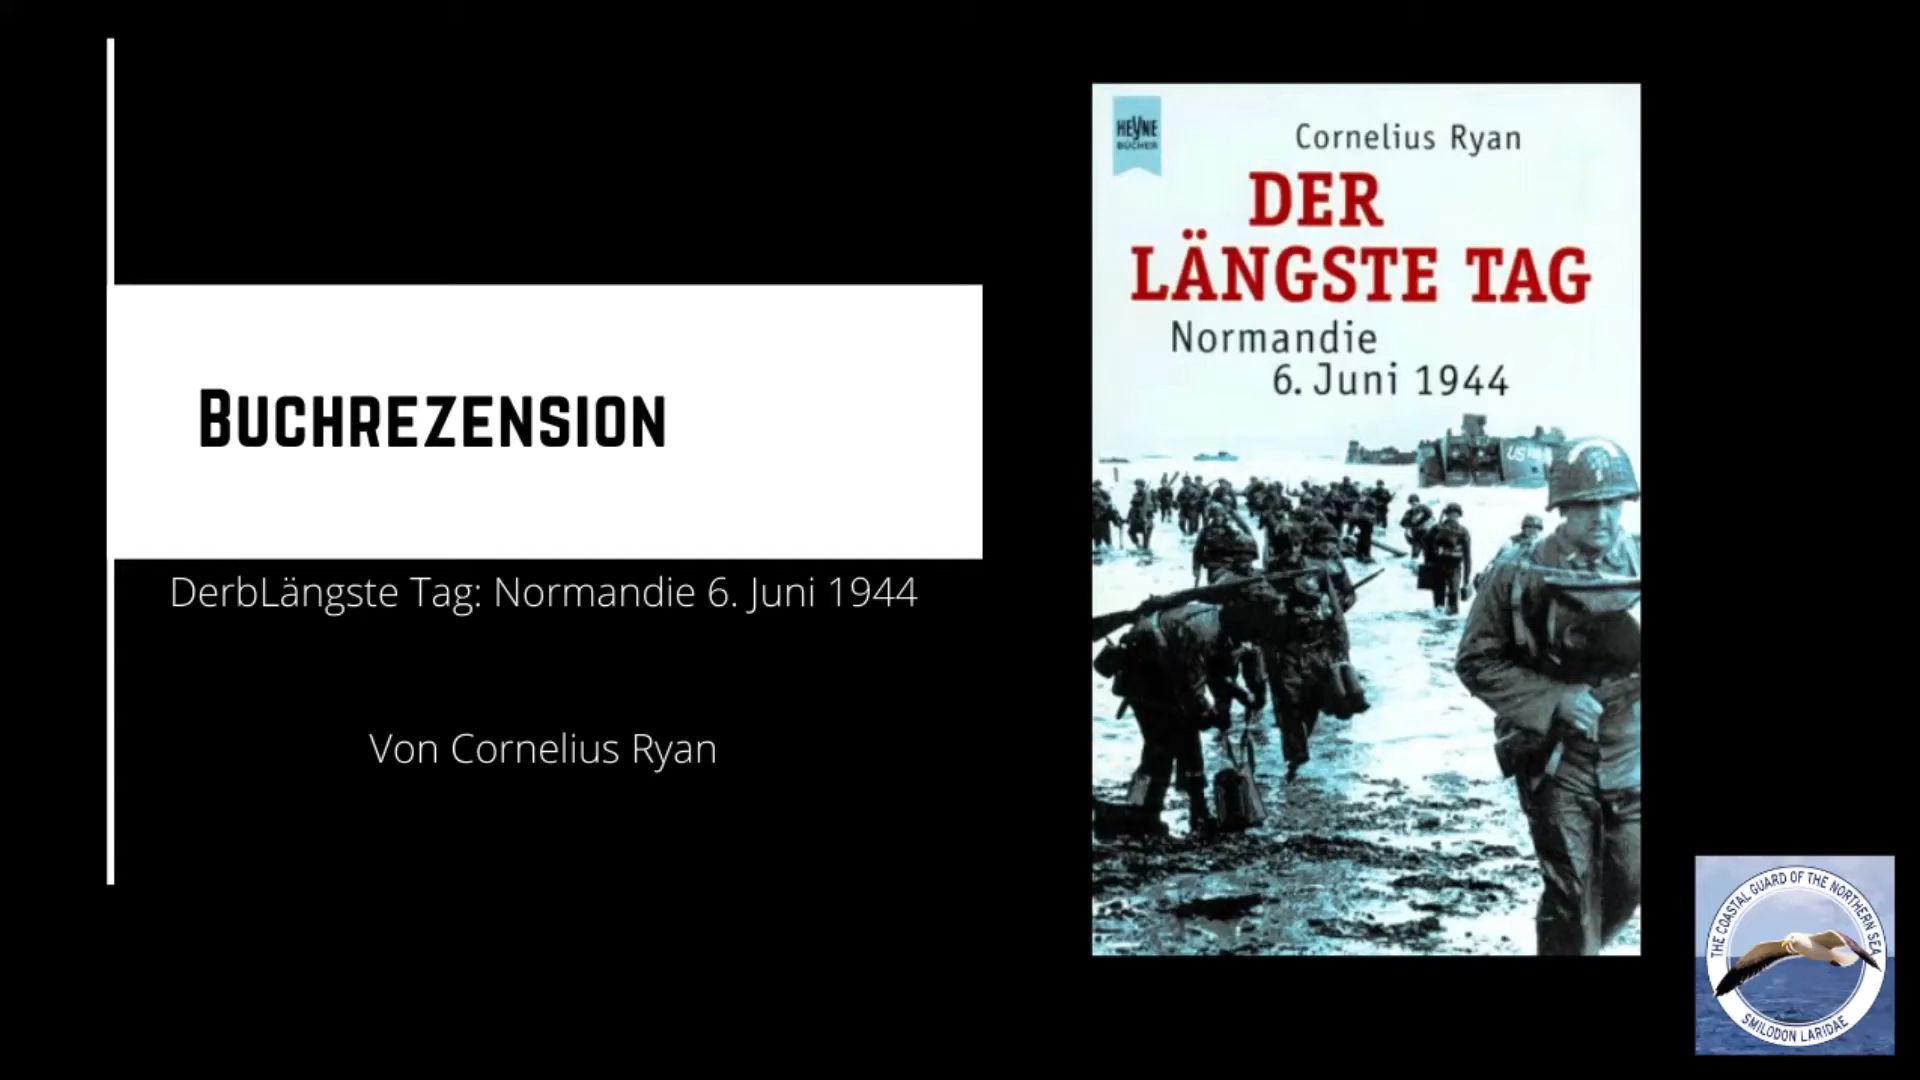 BUCHREZENSION
DerbLängste Tag: Normandie 6. Juni 1944
Von Cornelius Ryan
HEYNE
BÜCHER
Cornelius Ryan
DER
LÄNGSTE TAG
Normandie
6. Juni 1944
US
THE COASTAL GUARD OF THE NORTHERN SEA
SMILODON LARIDAE